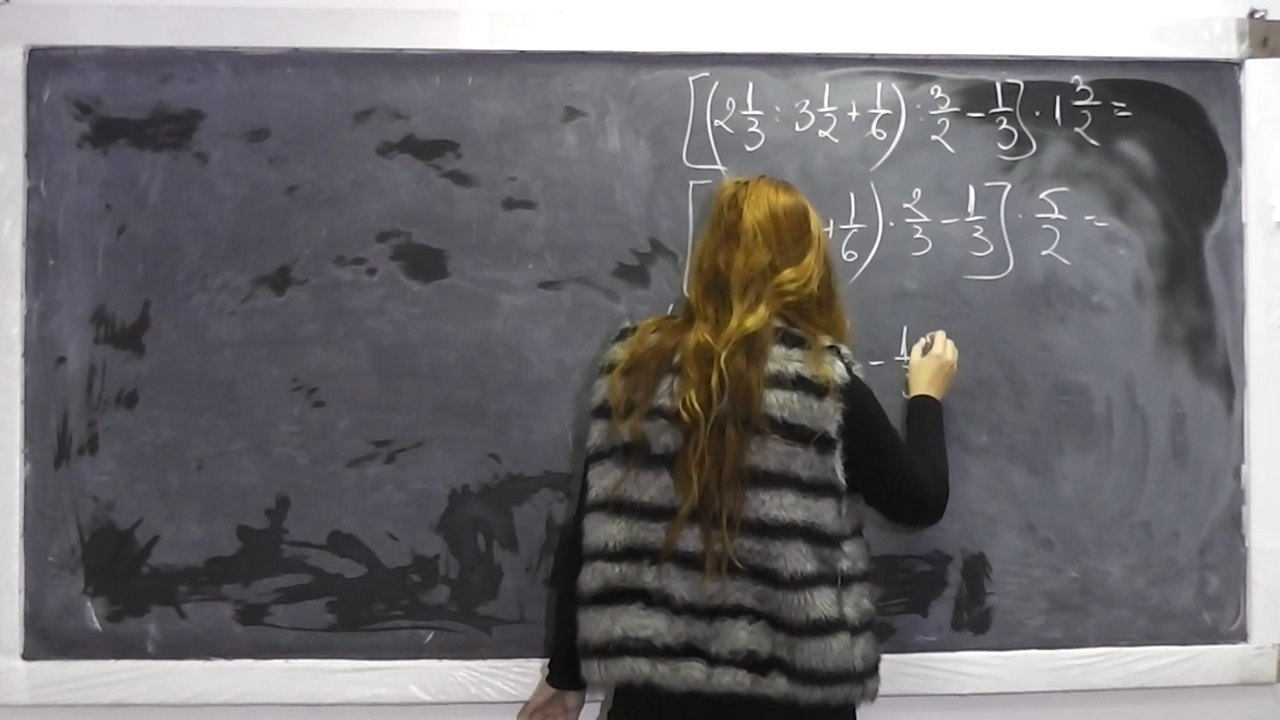 [(2 1/3 : 3 1/2 + 1/6) : 3/2 - 1/3] · 1 3/2 =
[ + 1/6) · 2/3 - 1/3] · 5/2 =
- 1